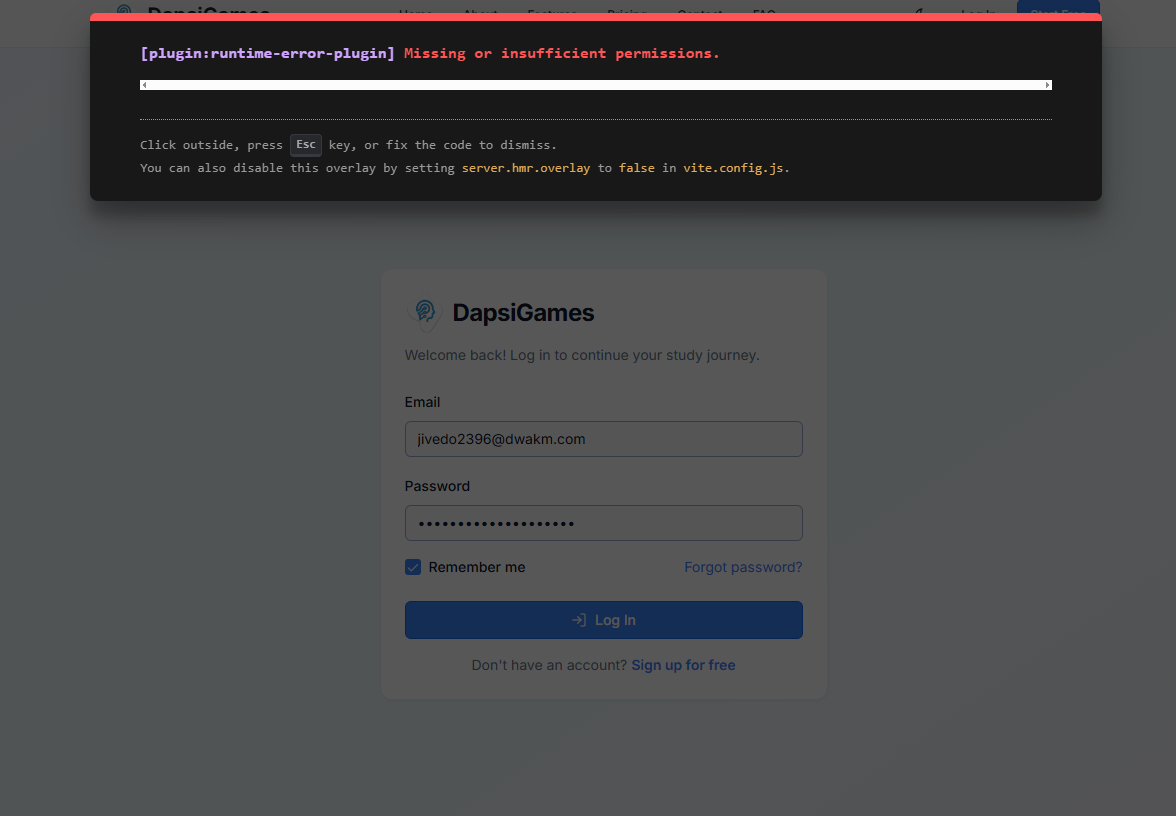 DapsiGames Home About Features Pricing Contact FAQ Log In Start Free
[plugin:runtime-error-plugin] Missing or insufficient permissions.
Click outside, press Esc key, or fix the code to dismiss.
You can also disable this overlay by setting server.hmr.overlay to false in vite.config.js.
DapsiGames
Welcome back! Log in to continue your study journey.
Email
jivedo2396@dwakm.com
Password
••••••••••••••••••••
Remember me Forgot password?
Log In
Don't have an account? Sign up for free